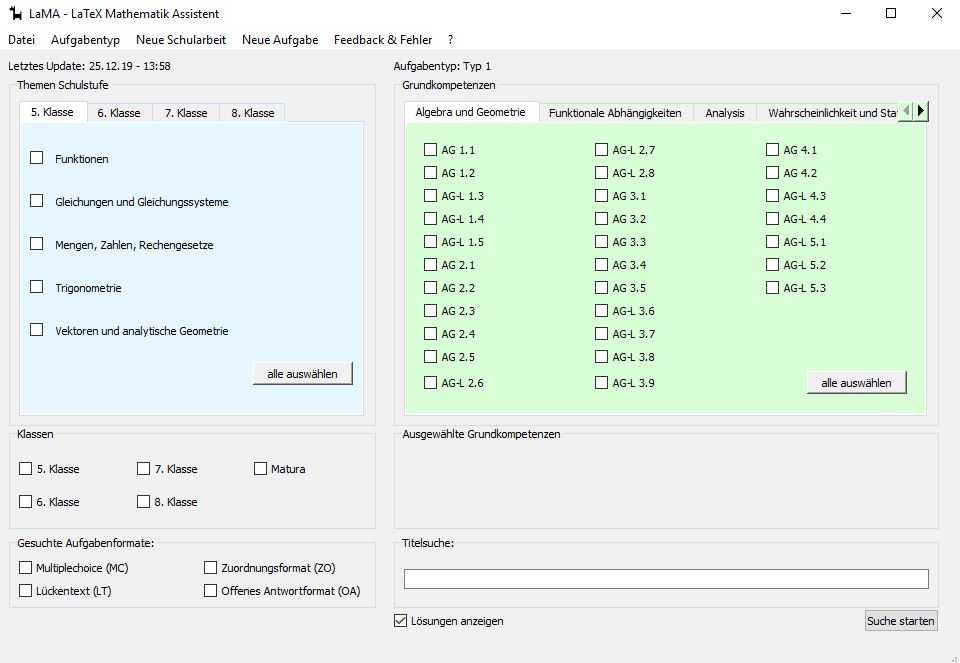 LaMA - LaTeX Mathematik Assistent
Datei Aufgabentyp Neue Schularbeit Neue Aufgabe Feedback & Fehler ?
Letztes Update: 25.12.19 - 13:58
Themen Schulstufe
5. Klasse 6. Klasse 7. Klasse 8. Klasse
Funktionen
Gleichungen und Gleichungssysteme
Mengen, Zahlen, Rechengesetze
Trigonometrie
Vektoren und analytische Geometrie
alle auswählen
Klassen
5. Klasse 7. Klasse Matura
6. Klasse 8. Klasse
Gesuchte Aufgabenformate:
Multiplechoice (MC) Zuordnungsformat (ZO)
Lückentext (LT) Offenes Antwortformat (OA)
Aufgabentyp: Typ 1
Grundkompetenzen
Algebra und Geometrie Funktionale Abhängigkeiten Analysis Wahrscheinlichkeit und Sta
AG 1.1 AG-L 2.7 AG 4.1
AG 1.2 AG-L 2.8 AG 4.2
AG-L 1.3 AG 3.1 AG-L 4.3
AG-L 1.4 AG 3.2 AG-L 4.4
AG-L 1.5 AG 3.3 AG-L 5.1
AG 2.1 AG 3.4 AG-L 5.2
AG 2.2 AG 3.5 AG-L 5.3
AG 2.3 AG-L 3.6
AG 2.4 AG-L 3.7
AG 2.5 AG-L 3.8
AG-L 2.6 AG-L 3.9 alle auswählen
Ausgewählte Grundkompetenzen
Titelsuche:
Lösungen anzeigen Suche starten